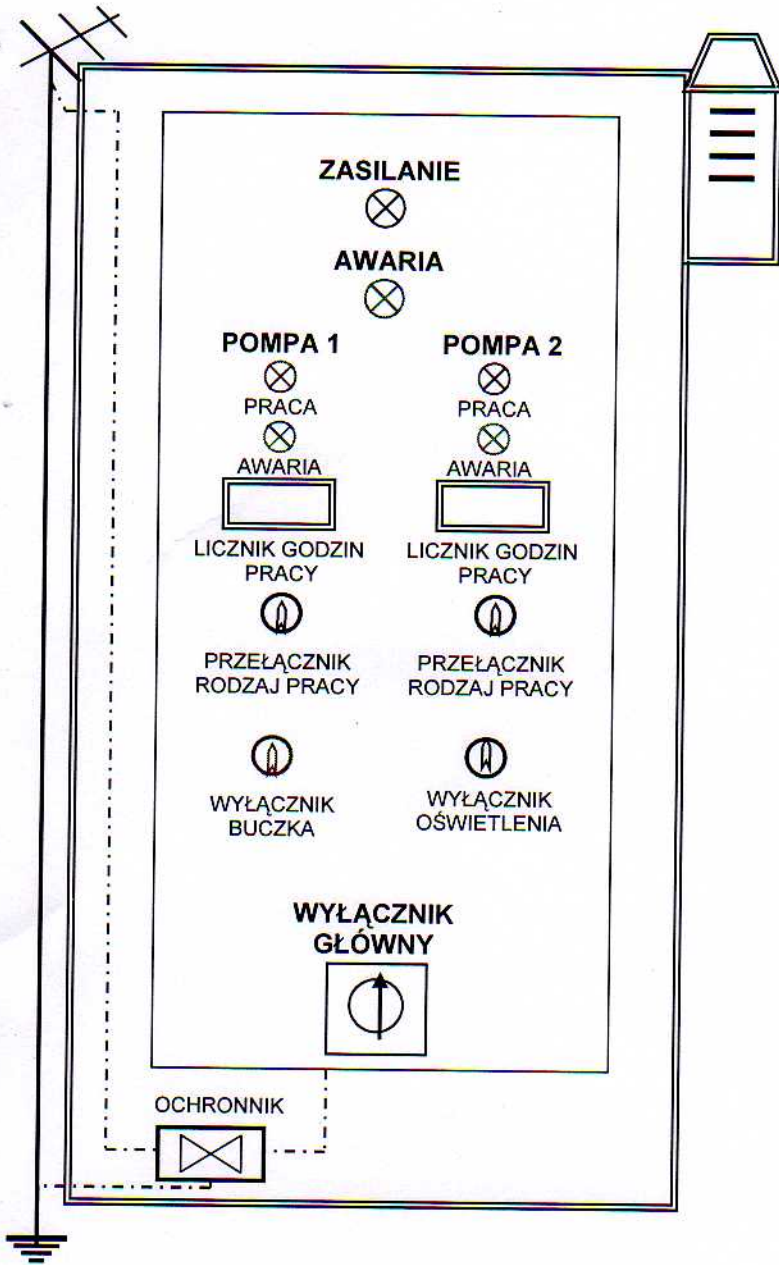 ZASILANIE
AWARIA
POMPA 1
PRACA
AWARIA
LICZNIK GODZIN
PRACY
PRZEŁĄCZNIK
RODZAJ PRACY
WYŁĄCZNIK
BUCZKA
POMPA 2
PRACA
AWARIA
LICZNIK GODZIN
PRACY
PRZEŁĄCZNIK
RODZAJ PRACY
WYŁĄCZNIK
OŚWIETLENIA
WYŁĄCZNIK
GŁÓWNY
OCHRONNIK